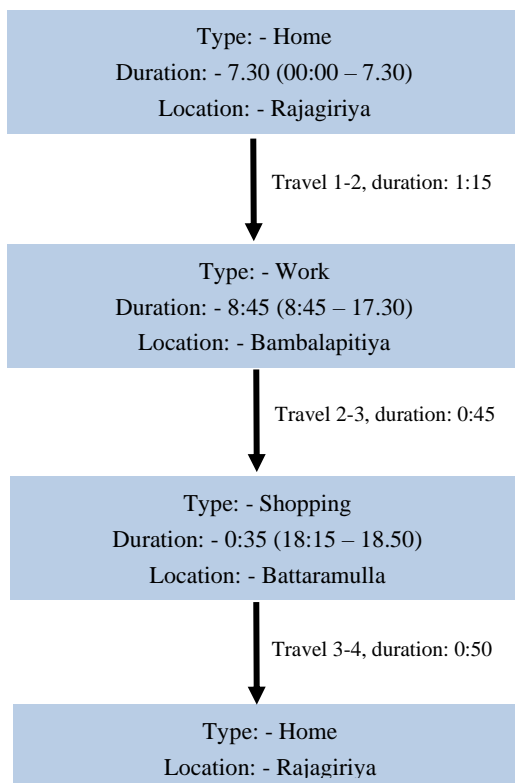 Type: - Home
Duration: - 7.30 (00:00 – 7.30)
Location: - Rajagiriya
Travel 1-2, duration: 1:15
Type: - Work
Duration: - 8:45 (8:45 – 17.30)
Location: - Bambalapitiya
Travel 2-3, duration: 0:45
Type: - Shopping
Duration: - 0:35 (18:15 – 18.50)
Location: - Battaramulla
Travel 3-4, duration: 0:50
Type: - Home
Location: - Rajagiriya